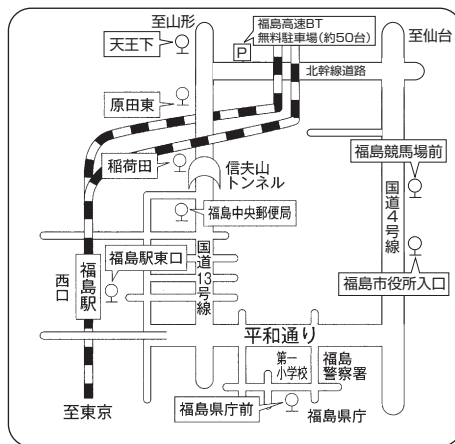 至山形
福島高速BT
無料駐車場(約50台)
至仙台
天王下
P
北幹線道路
原田東
稲荷田
信夫山
トンネル
福島競馬場前
福島中央郵便局
国道4号線
西口
福島駅
福島駅東口
国道13号線
福島市役所入口
平和通り
第一
小学校
福島
警察署
至東京
福島県庁前
福島県庁